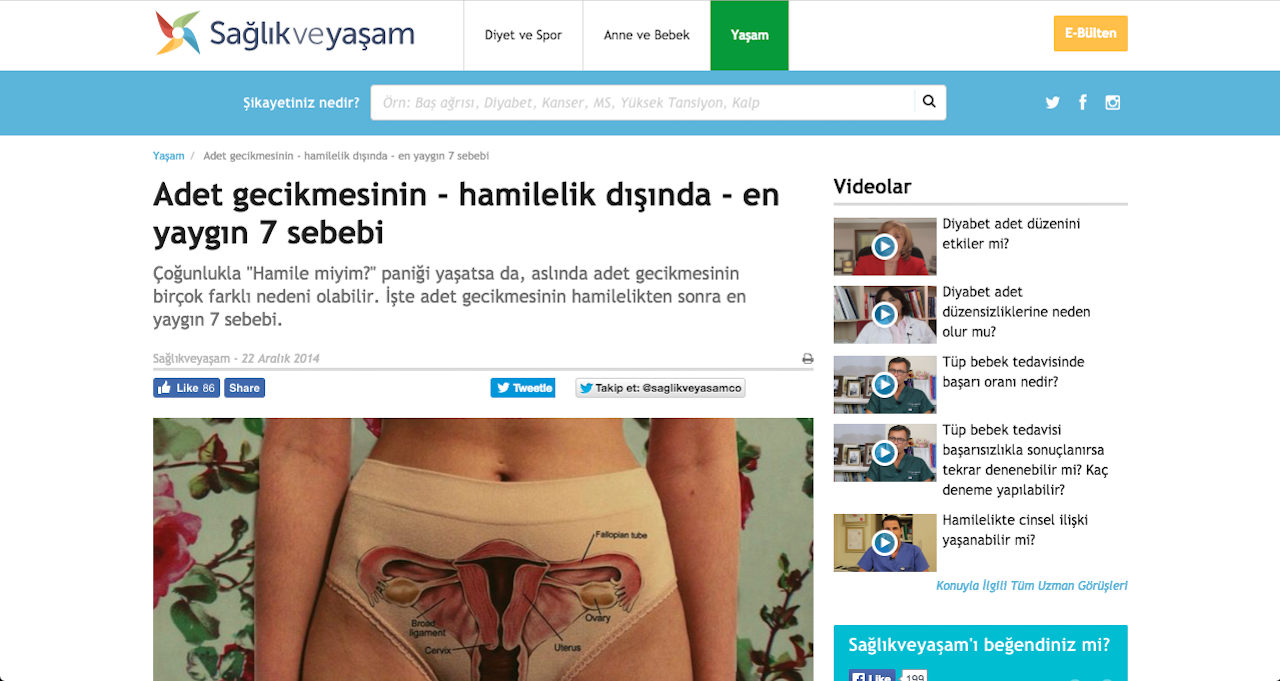 Sağlıkveyaşam
Diyet ve Spor
Anne ve Bebek
Yaşam
E-Bülten
Şikayetiniz nedir?
Örn: Baş ağrısı, Diyabet, Kanser, MS, Yüksek Tansiyon, Kalp
Yaşam / Adet gecikmesinin - hamilelik dışında - en yaygın 7 sebebi
Adet gecikmesinin - hamilelik dışında - en
yaygın 7 sebebi
Çoğunlukla "Hamile miyim?" paniği yaşatsa da, aslında adet gecikmesinin
birçok farklı nedeni olabilir. İşte adet gecikmesinin hamilelikten sonra en
yaygın 7 sebebi.
Sağlıkveyaşam - 22 Aralık 2014
Like 86
Share
Tweetle
Takip et: @saglikveyasamco
Fallopian tube
Broad
ligament
Ovary
Cervix
Uterus
Videolar
Diyabet adet düzenini
etkiler mi?
Diyabet adet
düzensizliklerine neden
olur mu?
Tüp bebek tedavisinde
başarı oranı nedir?
Tüp bebek tedavisi
başarısızlıkla sonuçlanırsa
tekrar denenebilir mi? Kaç
deneme yapılabilir?
Hamilelikte cinsel ilişki
yaşanabilir mi?
Konuyla İlgili Tüm Uzman Görüşleri
Sağlıkveyaşam'ı beğendiniz mi?
Like 199